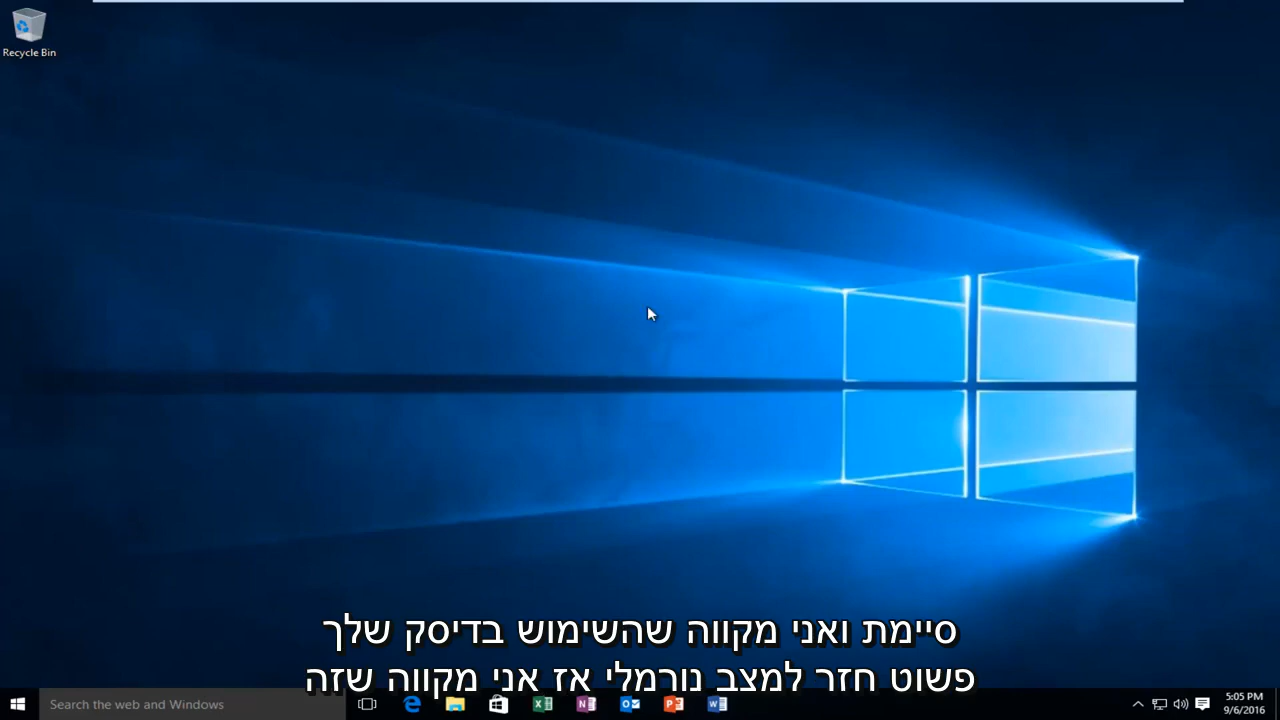 Recycle Bin
סיימת ואני מקווה שהשימוש בדיסק שלך
פשוט חזר למצב נורמלי אז אני מקווה שזה
Search the web and Windows
5:05 PM
9/6/2016